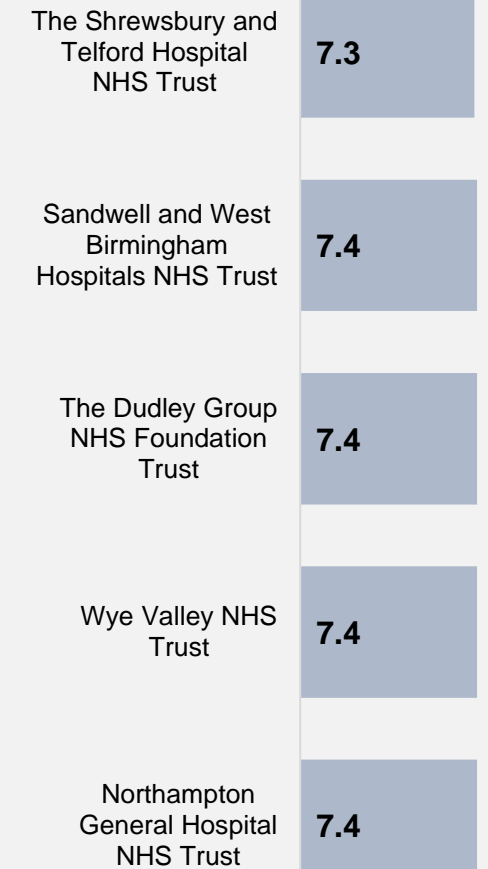 The Shrewsbury and
Telford Hospital
NHS Trust
7.3
Sandwell and West
Birmingham
Hospitals NHS Trust
7.4
The Dudley Group
NHS Foundation
Trust
7.4
Wye Valley NHS
Trust
7.4
Northampton
General Hospital
NHS Trust
7.4